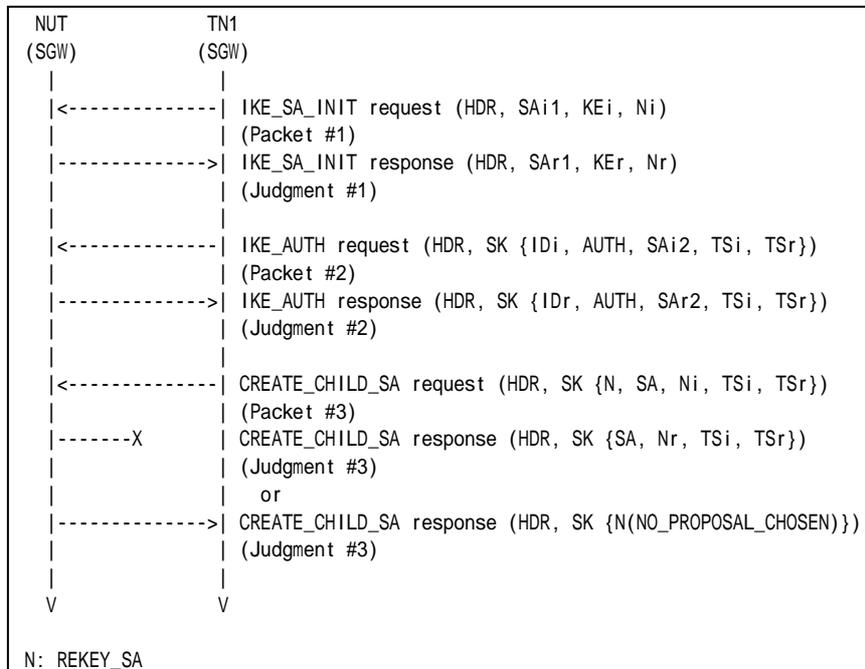 NUT TN1
(SGW) (SGW)
| |
|<--------------| IKE_SA_INIT request (HDR, SAi1, KEi, Ni)
| | (Packet #1)
|-------------->| IKE_SA_INIT response (HDR, SAr1, KEr, Nr)
| | (Judgment #1)
| |
|<--------------| IKE_AUTH request (HDR, SK {IDi, AUTH, SAi2, TSi, TSr})
| | (Packet #2)
|-------------->| IKE_AUTH response (HDR, SK {IDr, AUTH, SAr2, TSi, TSr})
| | (Judgment #2)
| |
|<--------------| CREATE_CHILD_SA request (HDR, SK {N, SA, Ni, TSi, TSr})
| | (Packet #3)
|-------X | CREATE_CHILD_SA response (HDR, SK {SA, Nr, TSi, TSr})
| | (Judgment #3)
| | or
|-------------->| CREATE_CHILD_SA response (HDR, SK {N(NO_PROPOSAL_CHOSEN)})
| | (Judgment #3)
| |
V V
N: REKEY_SA